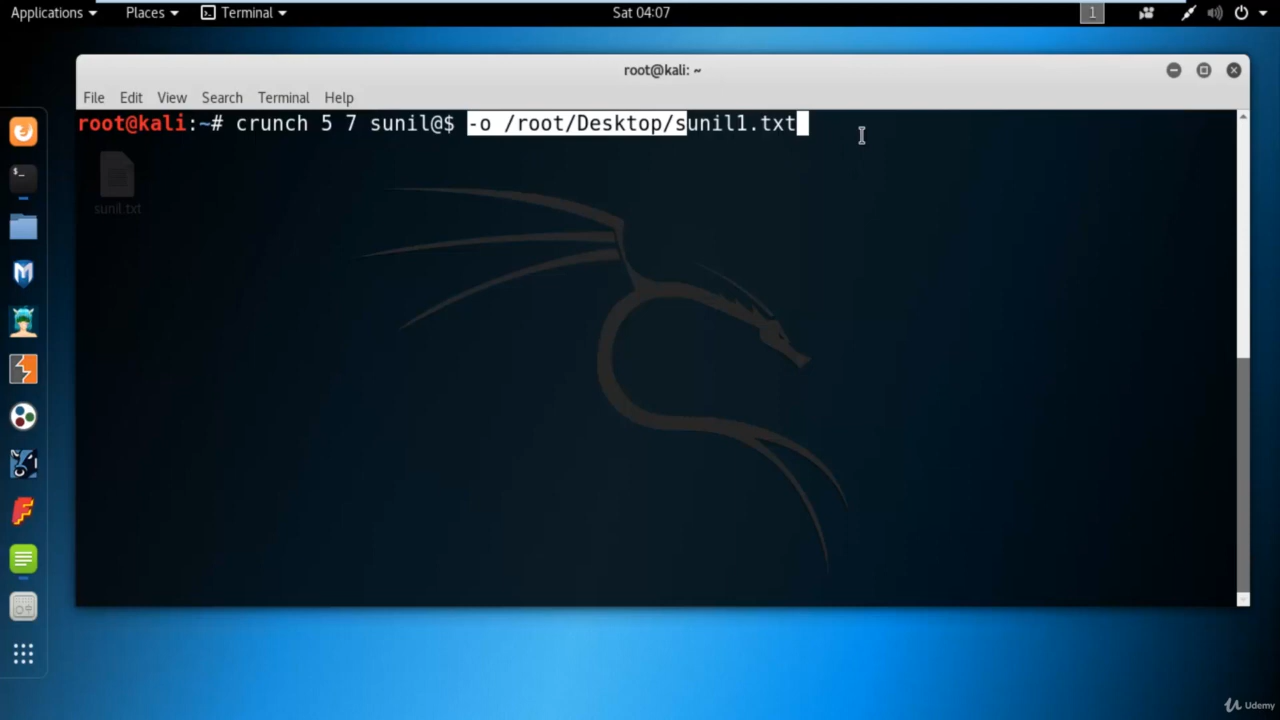 Applications Places Terminal Sat 04:07 1
root@kali: ~
File Edit View Search Terminal Help
root@kali:~# crunch 5 7 sunil@$ -o /root/Desktop/sunil1.txt
sunil.txt
Udemy